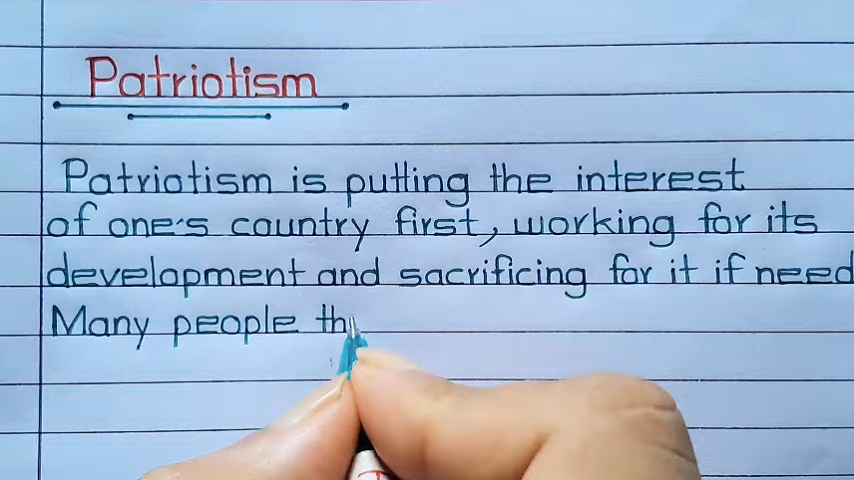 Patriotism
Patriotism is putting the interest
of one's country first, working for its
development and sacrificing for it if need
Many people th